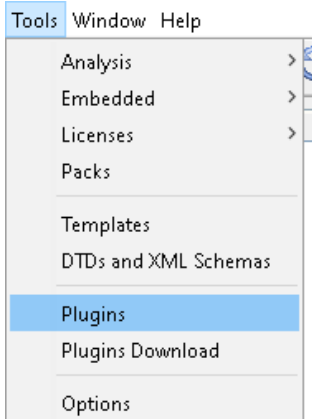 Tools Window Help
Analysis
Embedded
Licenses
Packs
Templates
DTDs and XML Schemas
Plugins
Plugins Download
Options